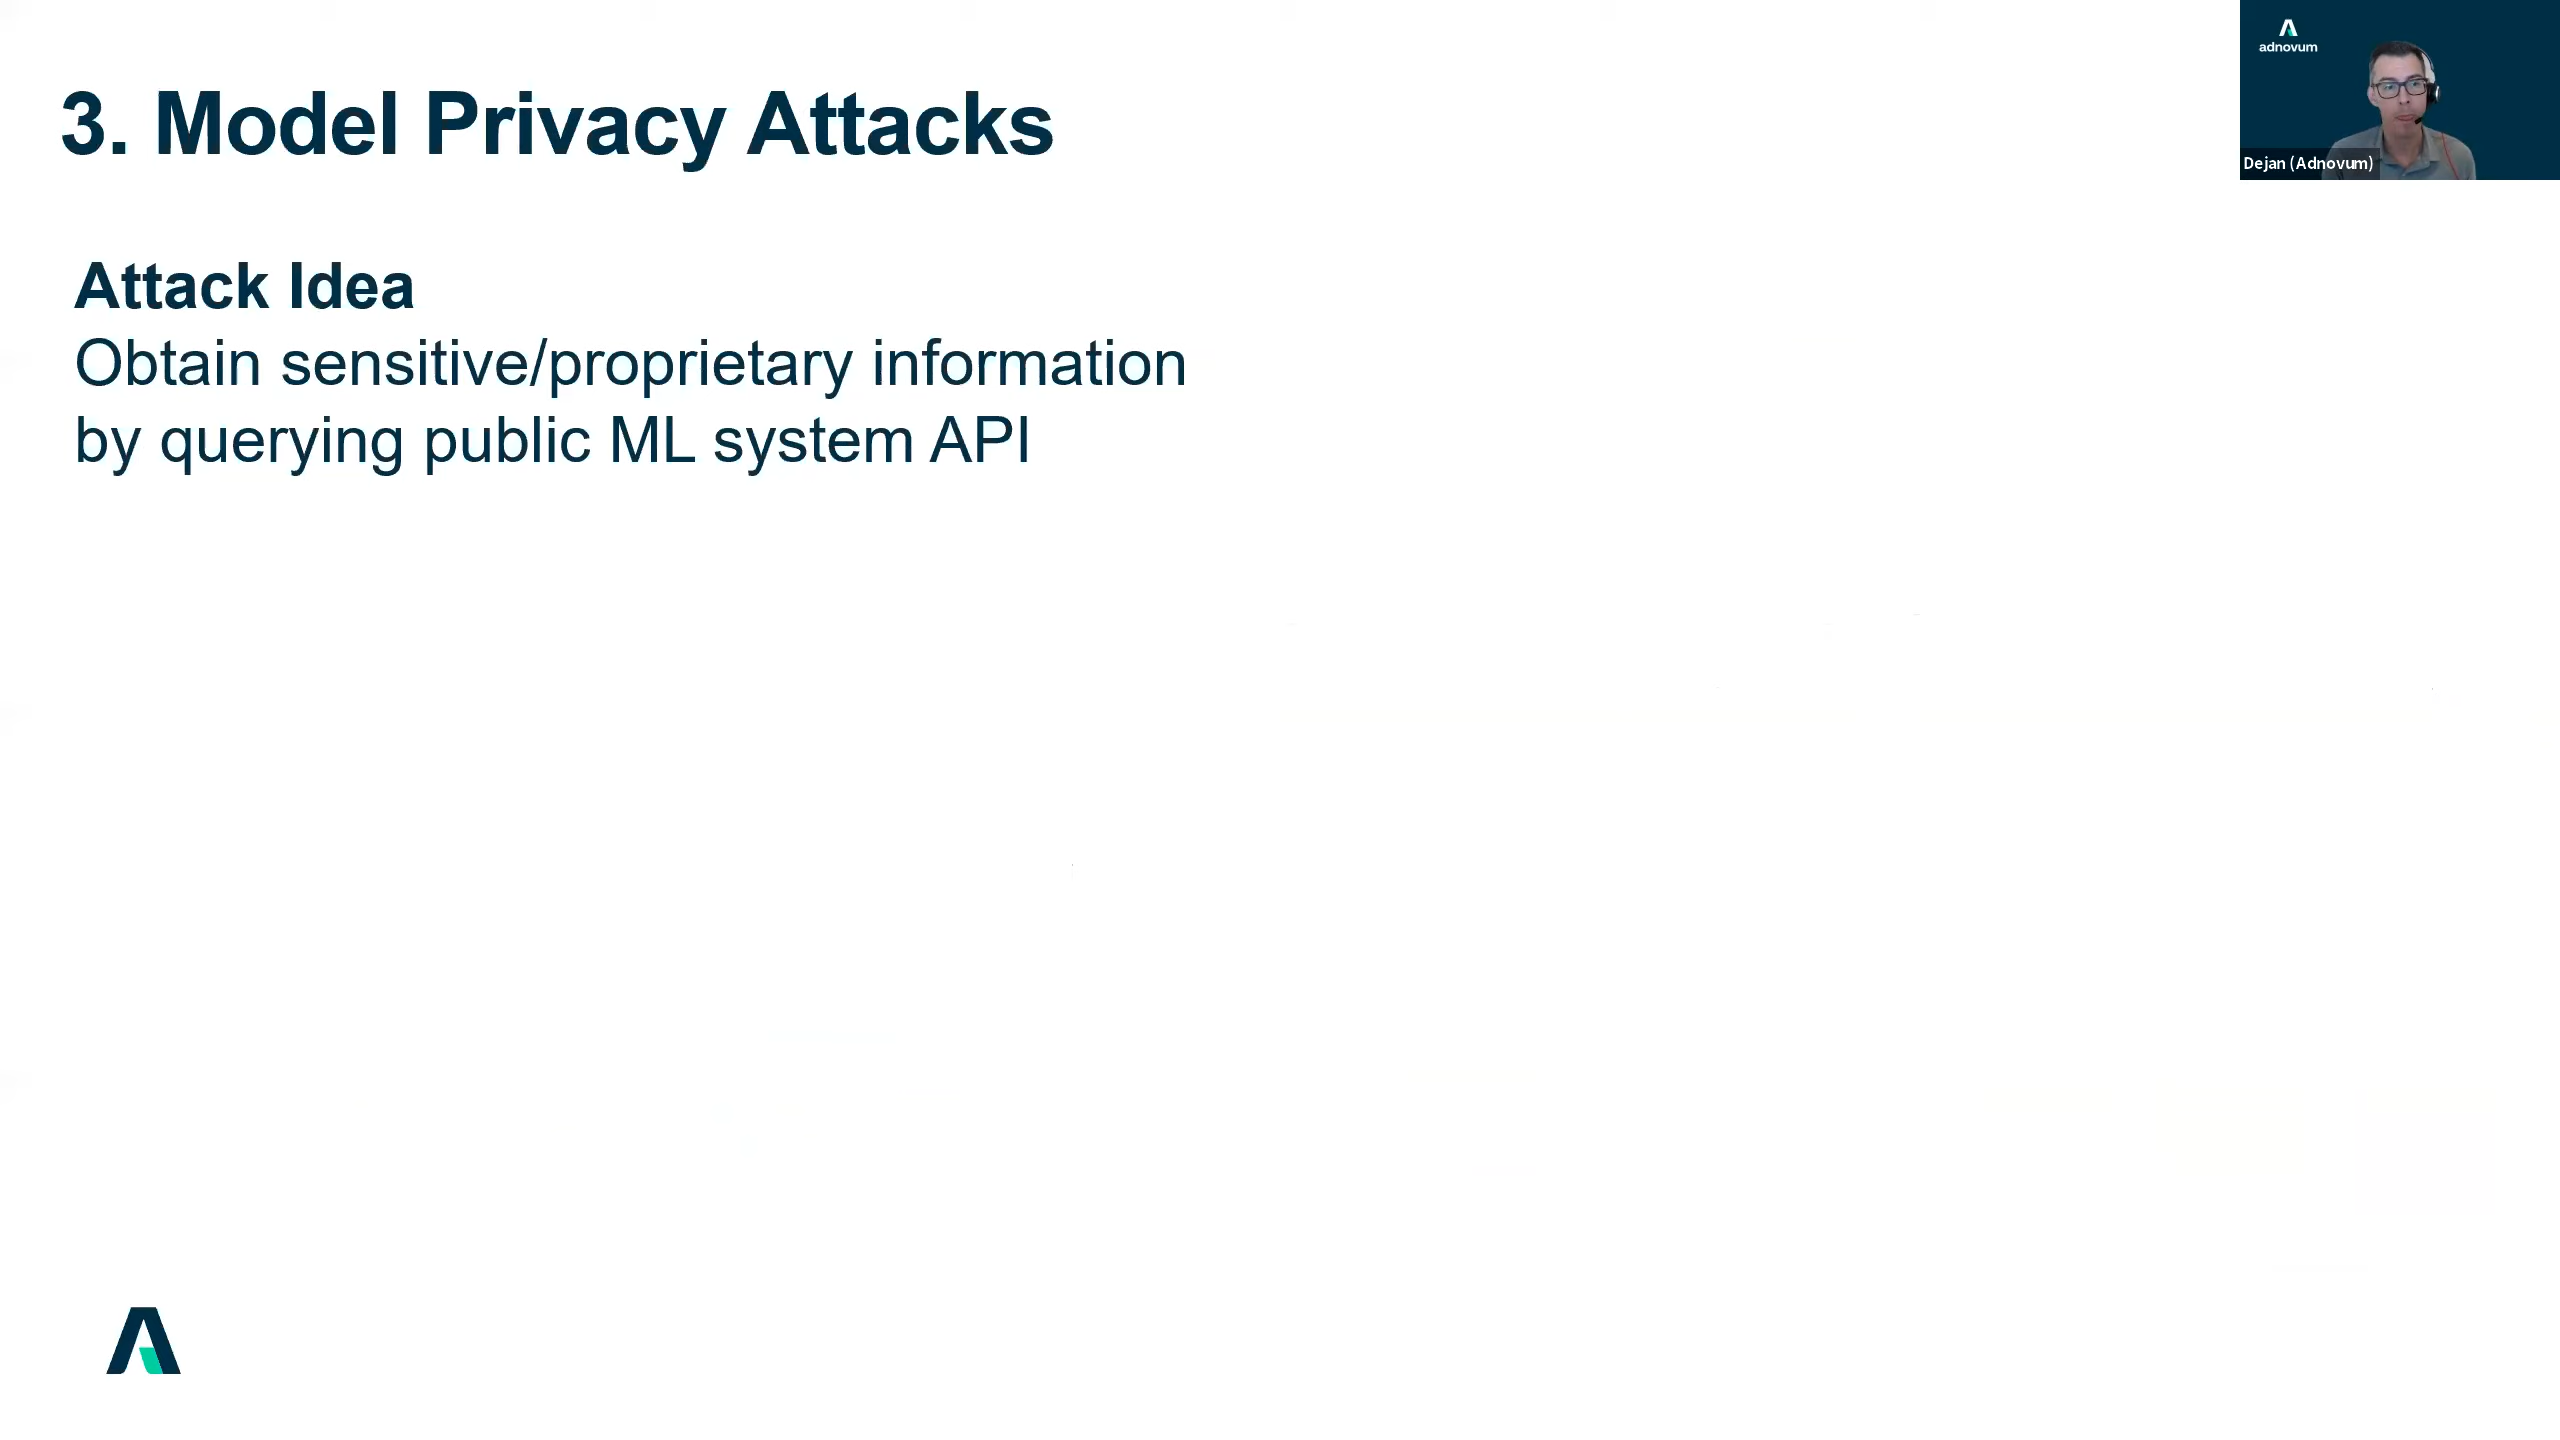 3. Model Privacy Attacks
adnovum
Dejan (Adnovum)
Attack Idea
Obtain sensitive/proprietary information
by querying public ML system API